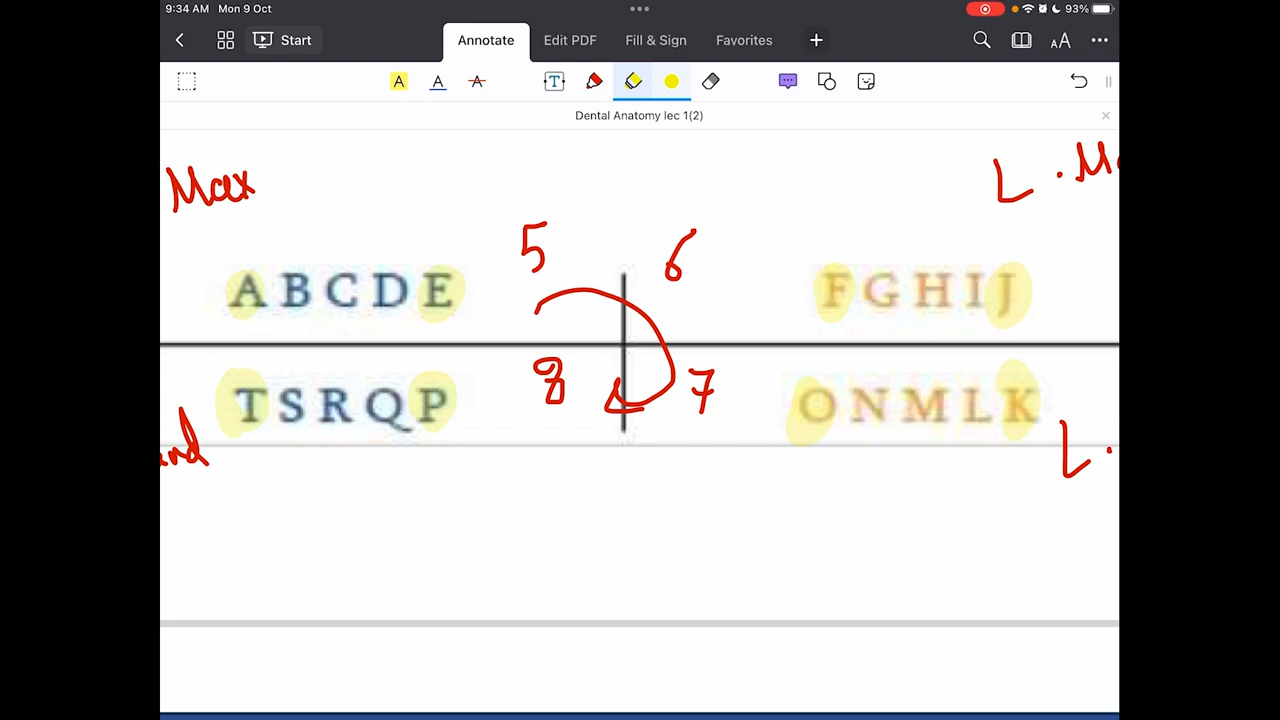 9:34 AM Mon 9 Oct 93%
Start Annotate Edit PDF Fill & Sign Favorites
A A A T
Dental Anatomy lec 1(2)
Max L.
5 6
A B C D E F G H I J
8 7
T S R Q P O N M L K
L.